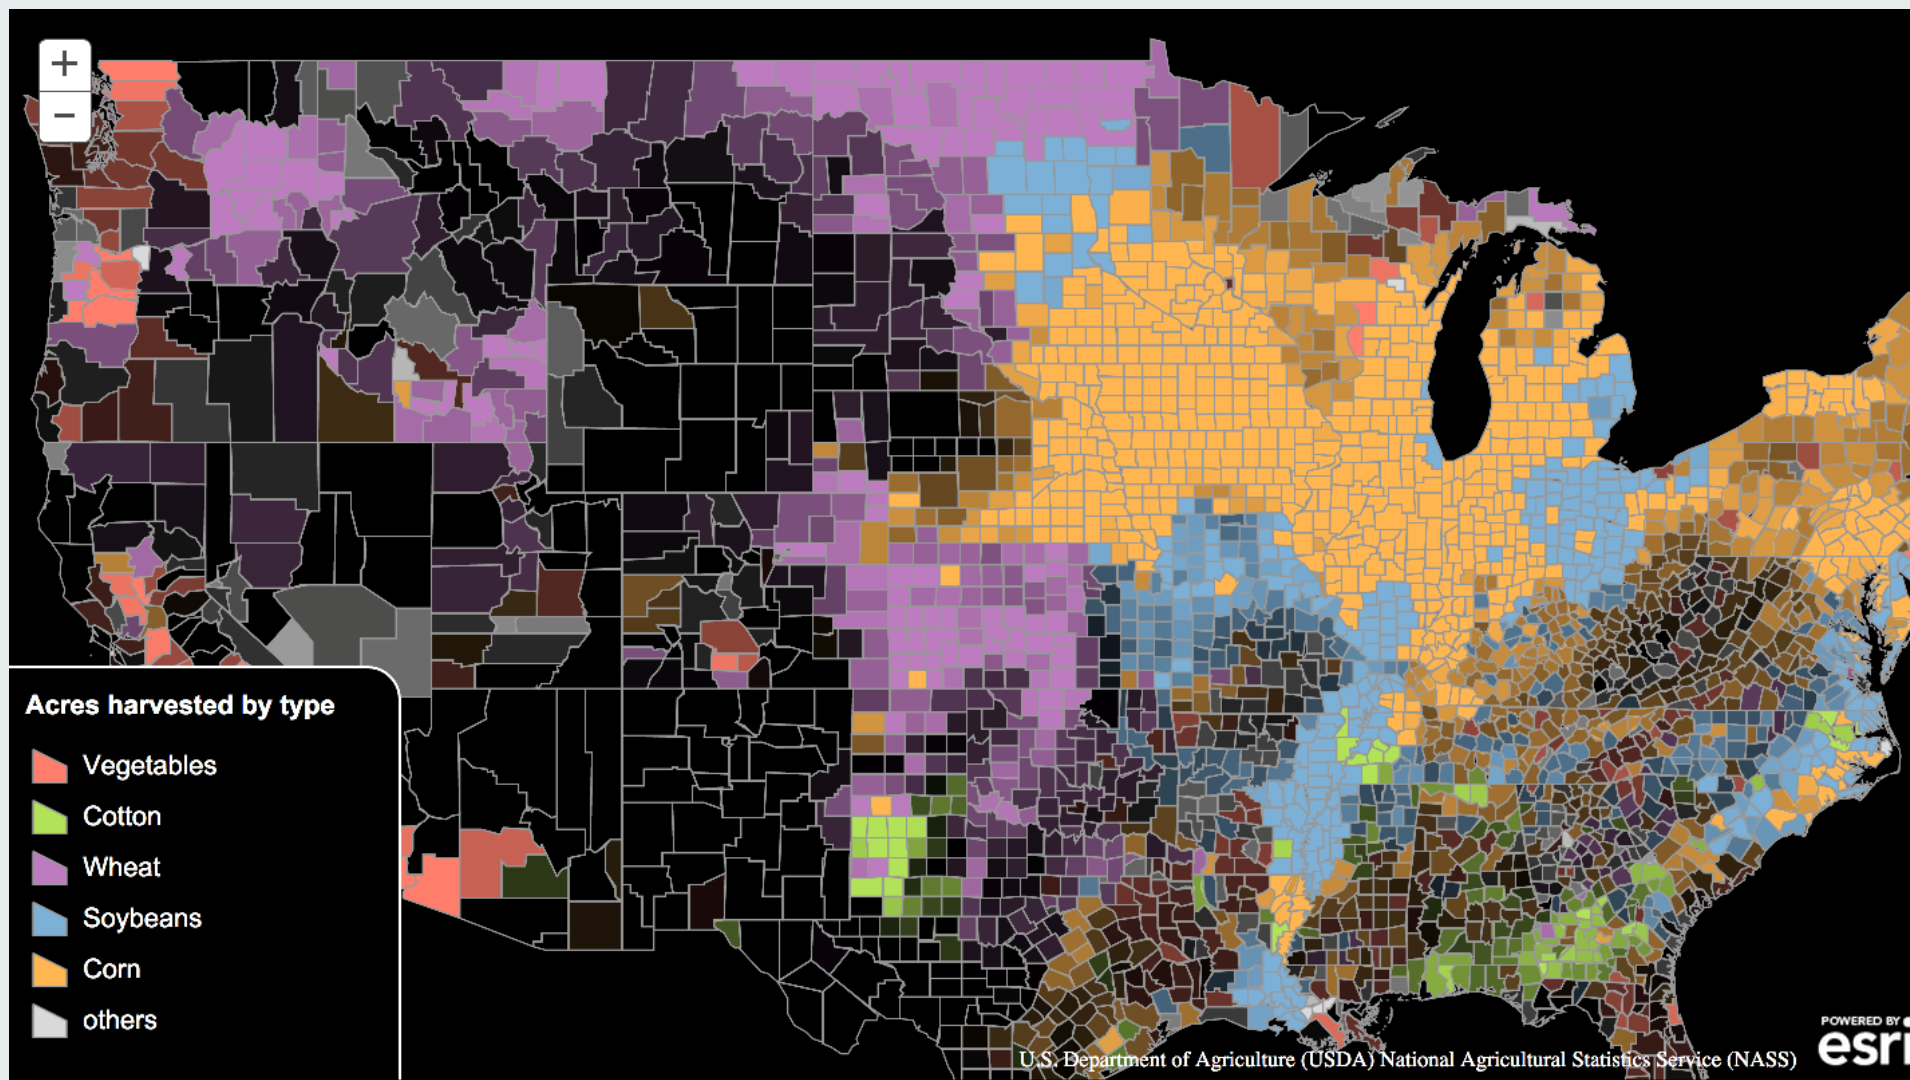 +
−
Acres harvested by type
Vegetables
Cotton
Wheat
Soybeans
Corn
others
POWERED BY
esri
U.S. Department of Agriculture (USDA) National Agricultural Statistics Service (NASS)